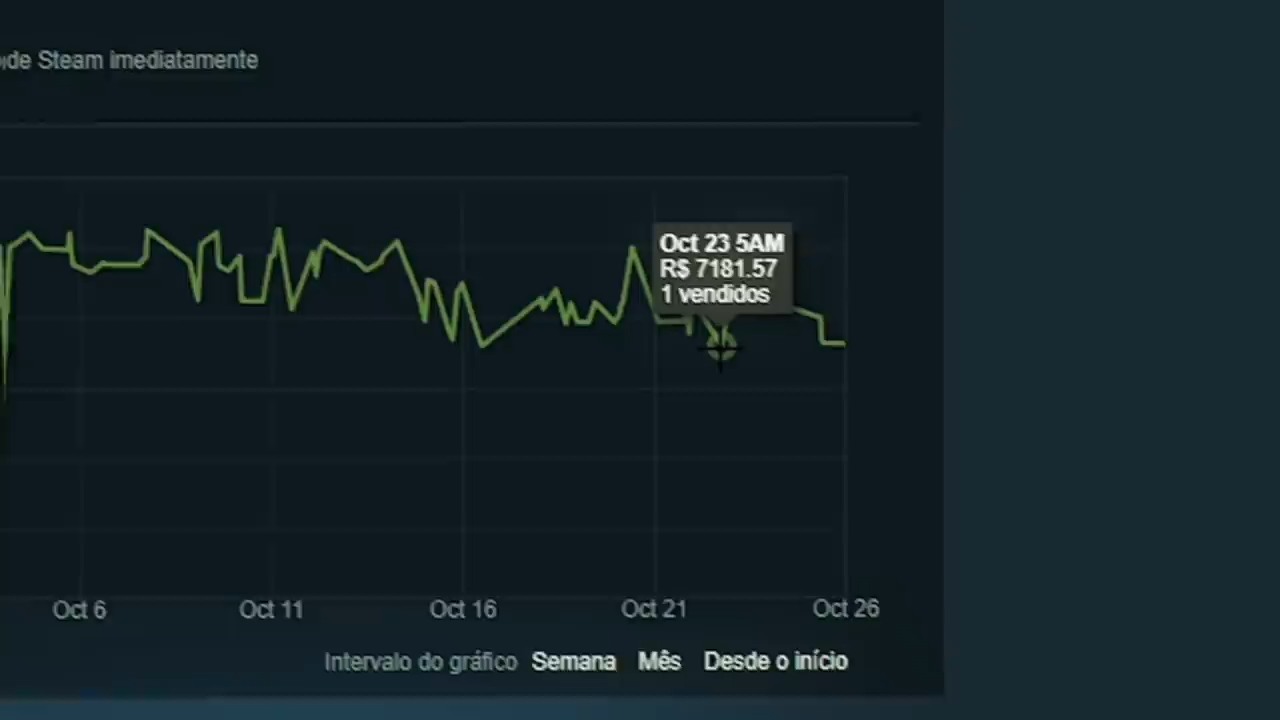 de Steam imediatamente
Oct 23 5AM
R$ 7181.57
1 vendidos
Oct 6
Oct 11
Oct 16
Oct 21
Oct 26
Intervalo do gráfico Semana Mês Desde o início